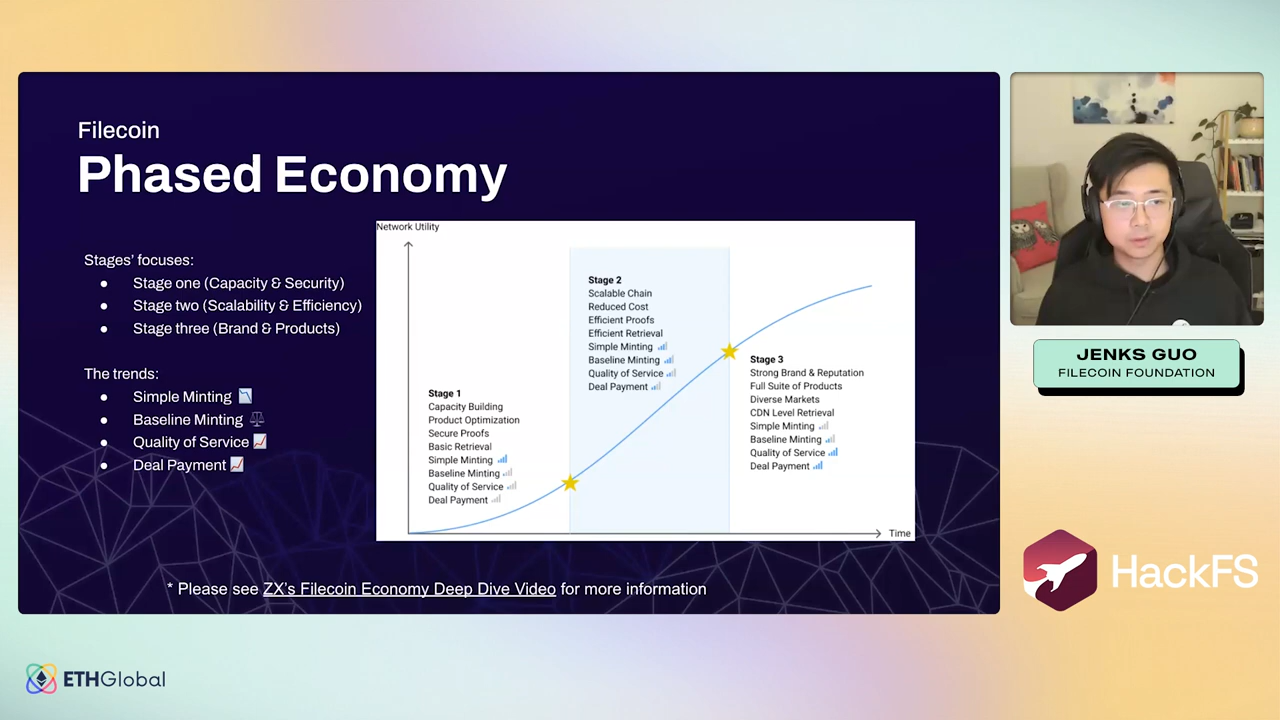 Filecoin
Phased Economy
Stages' focuses:
● Stage one (Capacity & Security)
● Stage two (Scalability & Efficiency)
● Stage three (Brand & Products)
The trends:
● Simple Minting 📉
● Baseline Minting ⚖️
● Quality of Service 📈
● Deal Payment 📈
Network Utility
Stage 1
Capacity Building
Product Optimization
Secure Proofs
Basic Retrieval
Simple Minting
Baseline Minting
Quality of Service
Deal Payment
Stage 2
Scalable Chain
Reduced Cost
Efficient Proofs
Efficient Retrieval
Simple Minting
Baseline Minting
Quality of Service
Deal Payment
Stage 3
Strong Brand & Reputation
Full Suite of Products
Diverse Markets
CDN Level Retrieval
Simple Minting
Baseline Minting
Quality of Service
Deal Payment
Time
* Please see ZX's Filecoin Economy Deep Dive Video for more information
JENKS GUO
FILECOIN FOUNDATION
HackFS
ETHGlobal